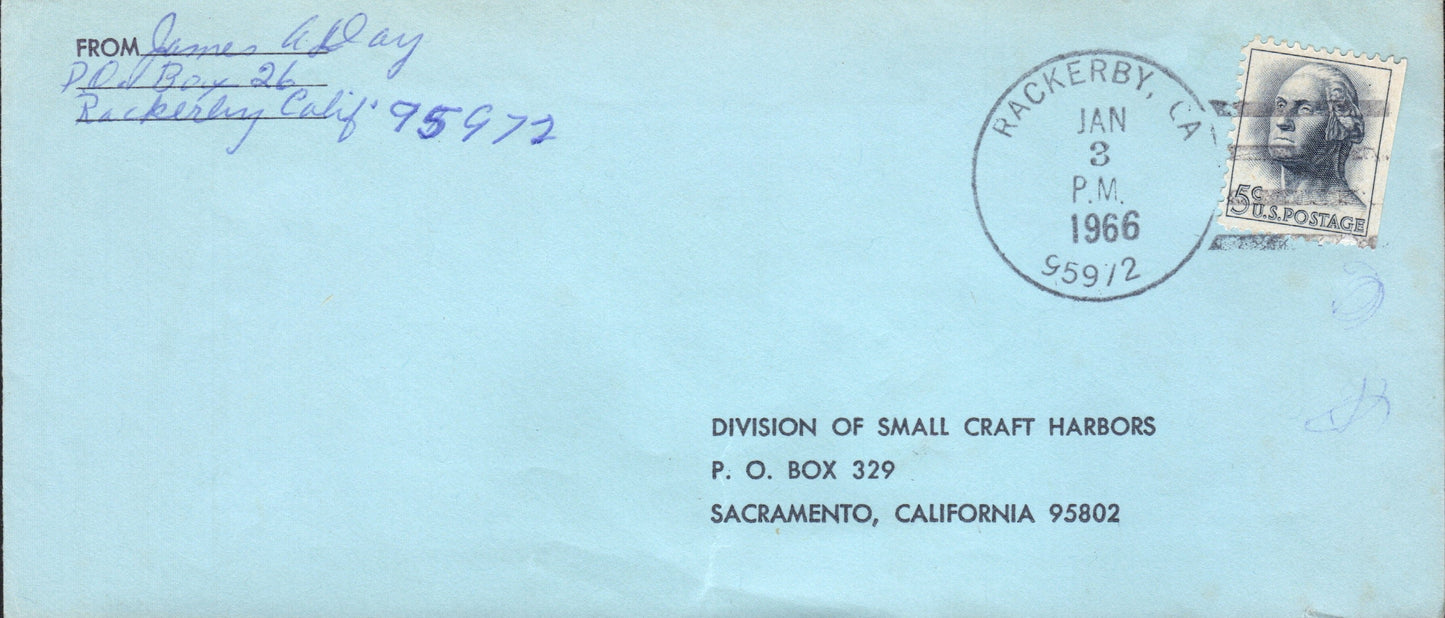 FROM James A Day
P.O. Box 26
Rackerby Calif. 95972
RACKERBY, CA
JAN
3
P.M.
1966
95972
5c
U.S. POSTAGE
DIVISION OF SMALL CRAFT HARBORS
P. O. BOX 329
SACRAMENTO, CALIFORNIA 95802